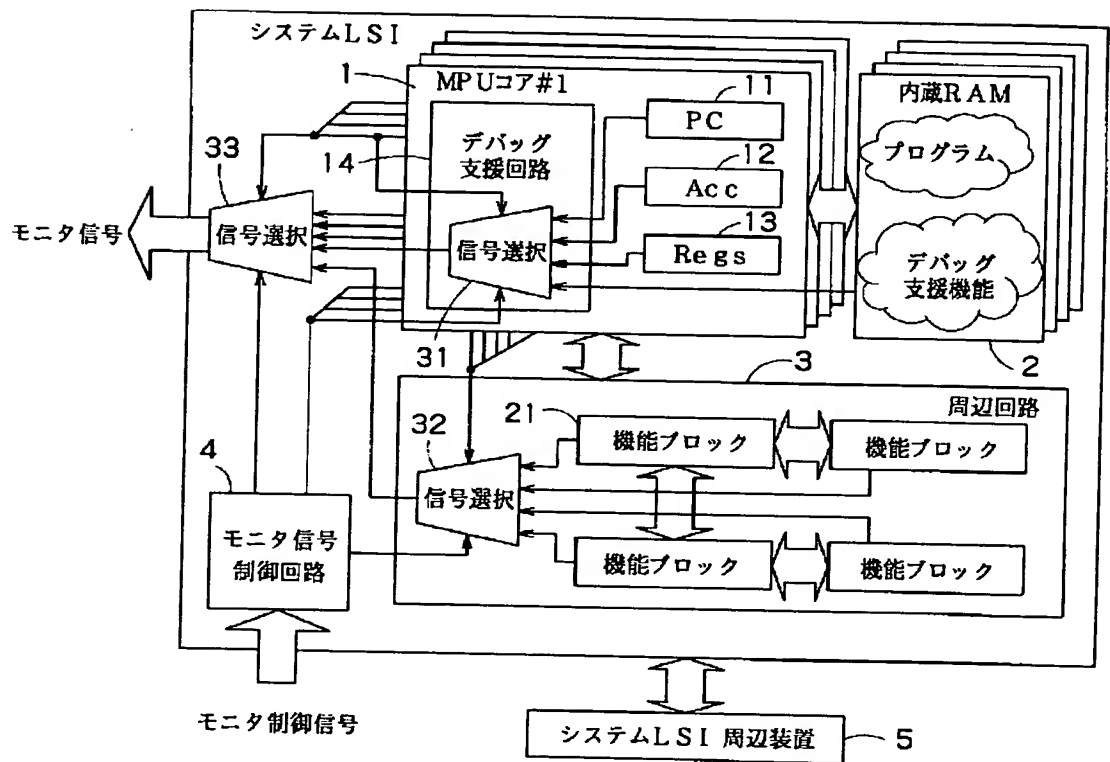 システムLSI
1
MPUコア#1
11
PC
内蔵RAM
プログラム
33
14
デバッグ
支援回路
12
Acc
モニタ信号
信号選択
信号選択
13
Regs
デバッグ
支援機能
31
2
3
周辺回路
32
21
機能ブロック
機能ブロック
4
信号選択
モニタ信号
制御回路
機能ブロック
機能ブロック
モニタ制御信号
システムLSI 周辺装置
5